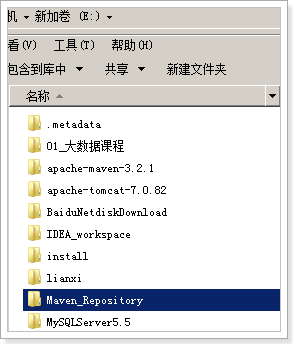 机 ▾ 新加卷 (E:) ▾
看(V) 工具(T) 帮助(H)
包含到库中 ▾ 共享 ▾ 新建文件夹
名称
.metadata
01_大数据课程
apache-maven-3.2.1
apache-tomcat-7.0.82
BaiduNetdiskDownload
IDEA_workspace
install
lianxi
Maven_Repository
MySQLServer5.5